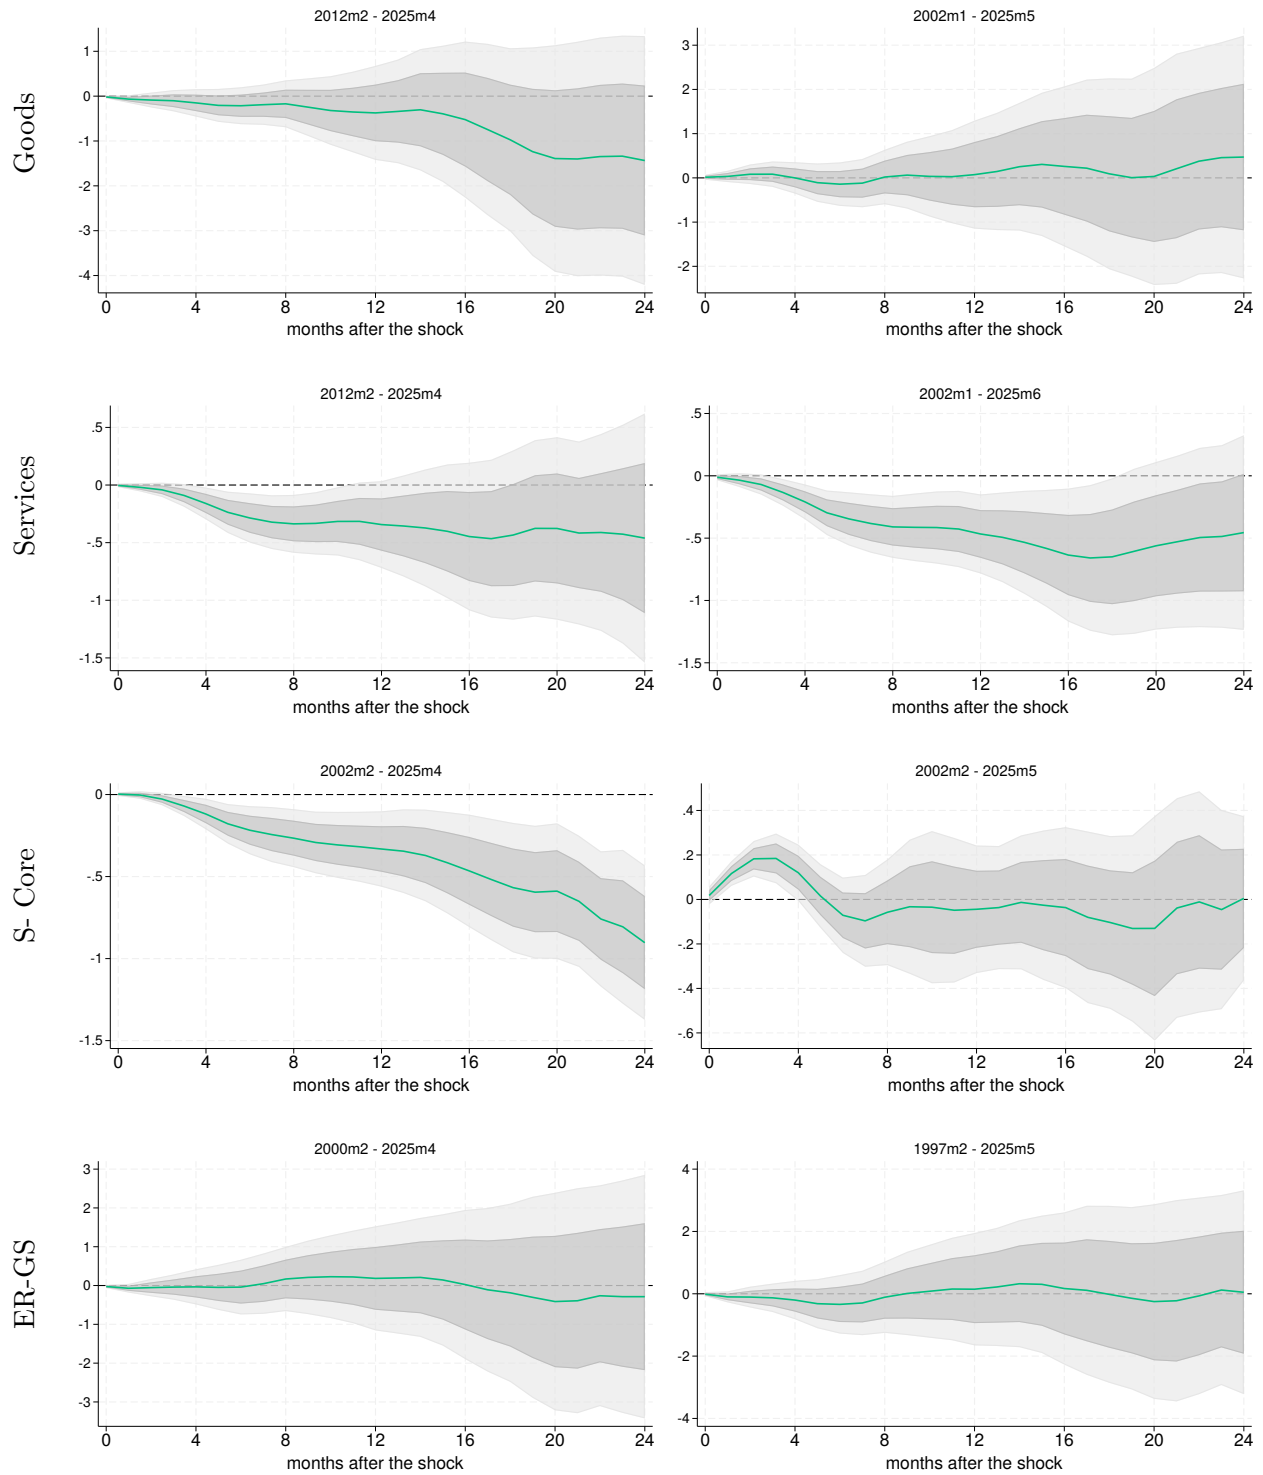 2012m2 - 2025m4
2002m1 - 2025m5
Goods
1
0
-1
-2
-3
-4
0 4 8 12 16 20 24
months after the shock
3
2
1
0
-1
-2
0 4 8 12 16 20 24
months after the shock
2012m2 - 2025m4
2002m1 - 2025m6
Services
.5
0
-.5
-1
-1.5
0 4 8 12 16 20 24
months after the shock
.5
0
-.5
-1
-1.5
0 4 8 12 16 20 24
months after the shock
2002m2 - 2025m4
2002m2 - 2025m5
S- Core
0
-.5
-1
-1.5
0 4 8 12 16 20 24
months after the shock
.4
.2
0
-.2
-.4
-.6
0 4 8 12 16 20 24
months after the shock
2000m2 - 2025m4
1997m2 - 2025m5
ER-GS
3
2
1
0
-1
-2
-3
0 4 8 12 16 20 24
months after the shock
4
2
0
-2
-4
0 4 8 12 16 20 24
months after the shock